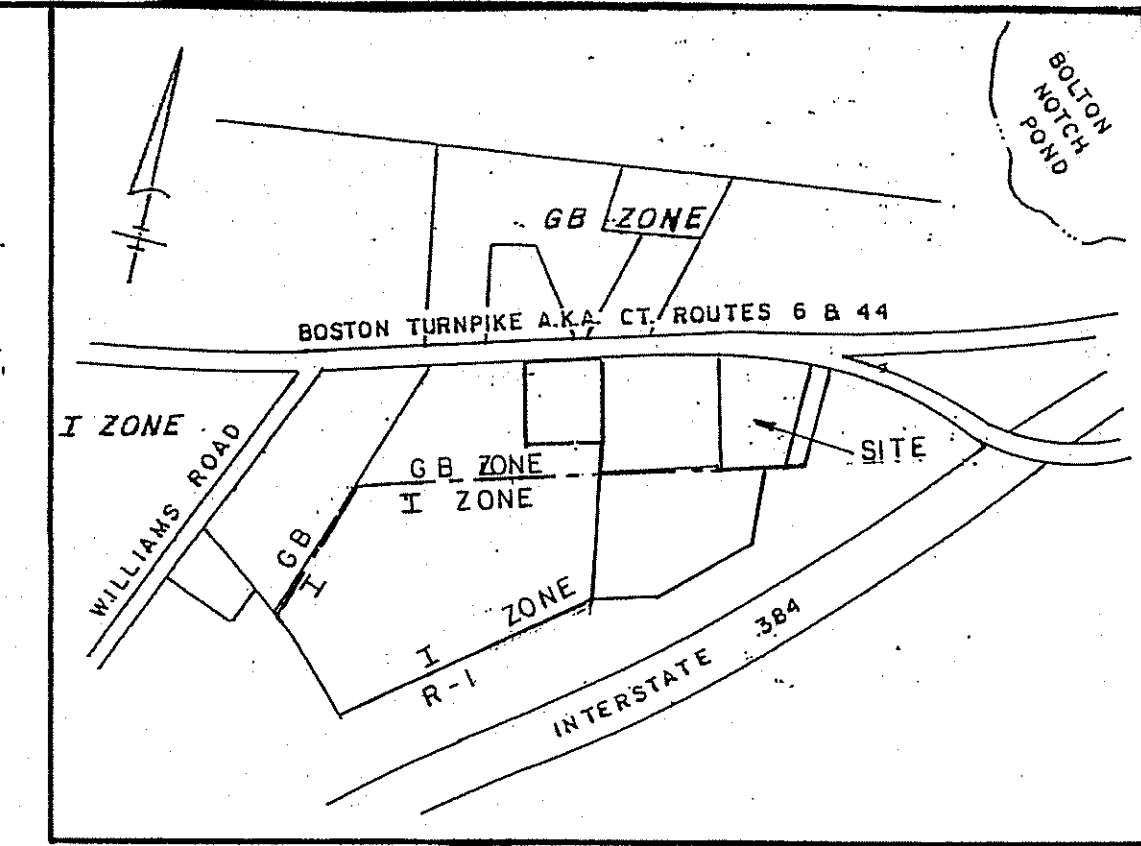 BOLTON
NOTCH
POND
GB ZONE
BOSTON TURNPIKE A.K.A. CT. ROUTES 6 & 44
I ZONE
WILLIAMS ROAD
SITE
GB ZONE
I ZONE
GB
I
I ZONE
R-1
INTERSTATE 384